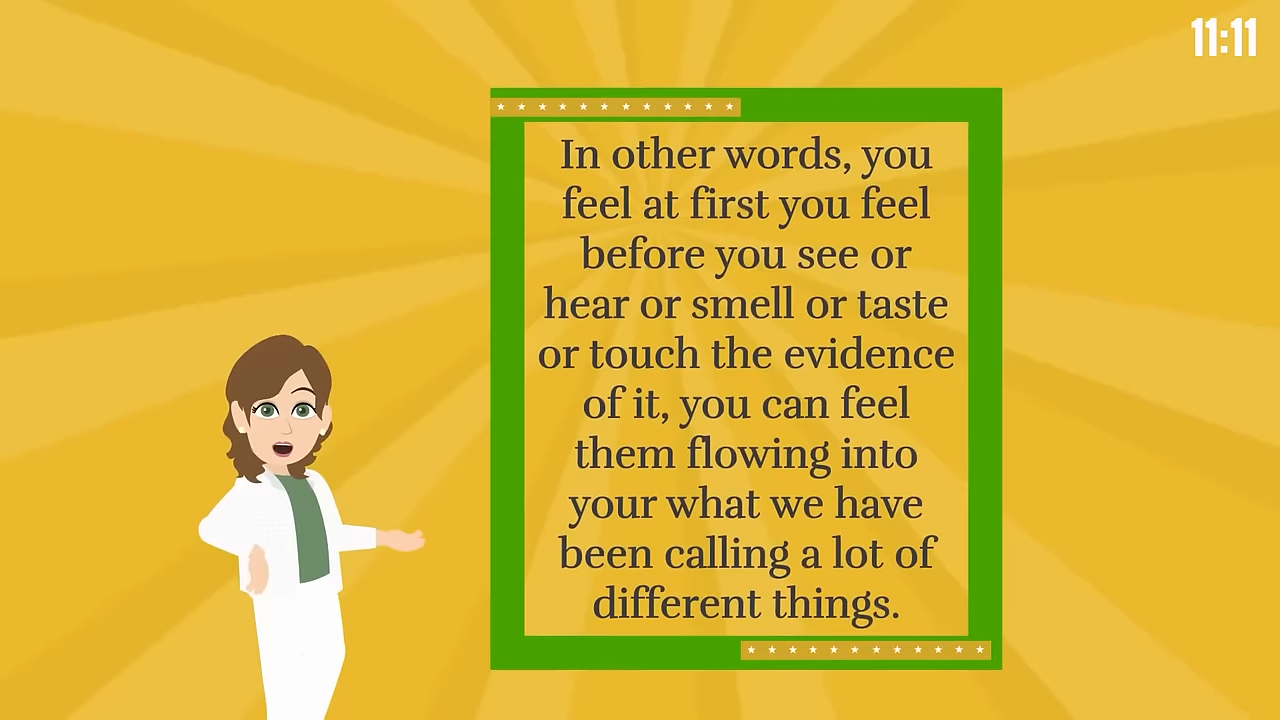 11:11
In other words, you
feel at first you feel
before you see or
hear or smell or taste
or touch the evidence
of it, you can feel
them flowing into
your what we have
been calling a lot of
different things.